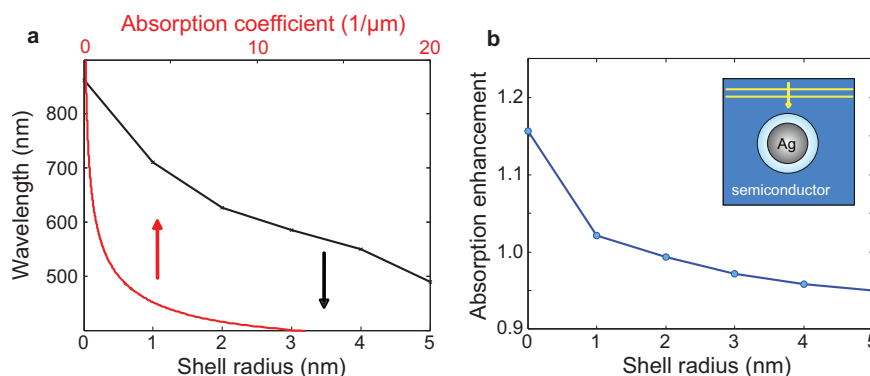 a
Absorption coefficient (1/μm)
0 10 20
Wavelength (nm)
800
700
600
500
0 1 2 3 4 5
Shell radius (nm)
b
Absorption enhancement
1.2
1.1
1.0
0.9
0 1 2 3 4 5
Shell radius (nm)
Ag
semiconductor